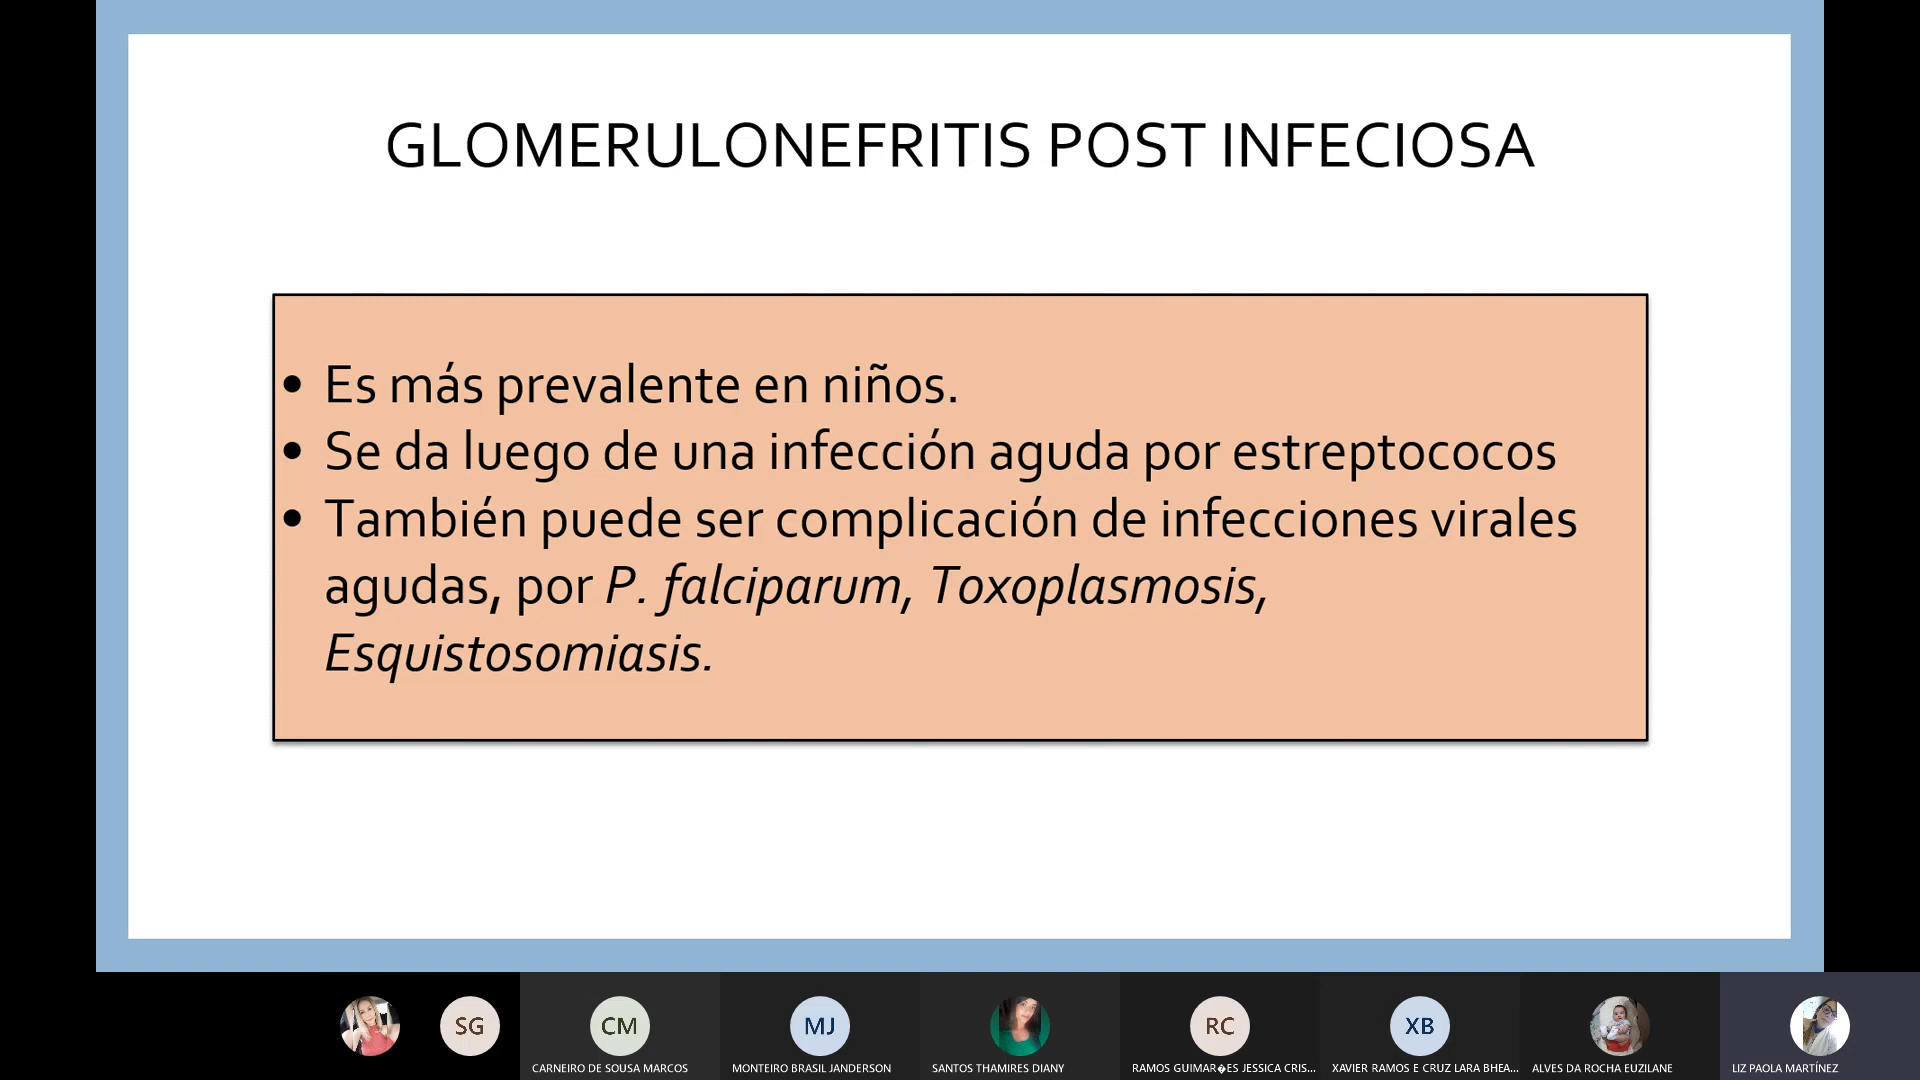 GLOMERULONEFRITIS POST INFECIOSA
• Es más prevalente en niños.
• Se da luego de una infección aguda por estreptococos
• También puede ser complicación de infecciones virales
agudas, por P. falciparum, Toxoplasmosis,
Esquistosomiasis.
SG
CM
MJ
RC
XB
CARNEIRO DE SOUSA MARCOS
MONTEIRO BRASIL JANDERSON
SANTOS THAMIRES DIANY
RAMOS GUIMAR�ES JESSICA CRIS...
XAVIER RAMOS E CRUZ LARA BHEA...
ALVES DA ROCHA EUZILANE
LIZ PAOLA MARTÍNEZ